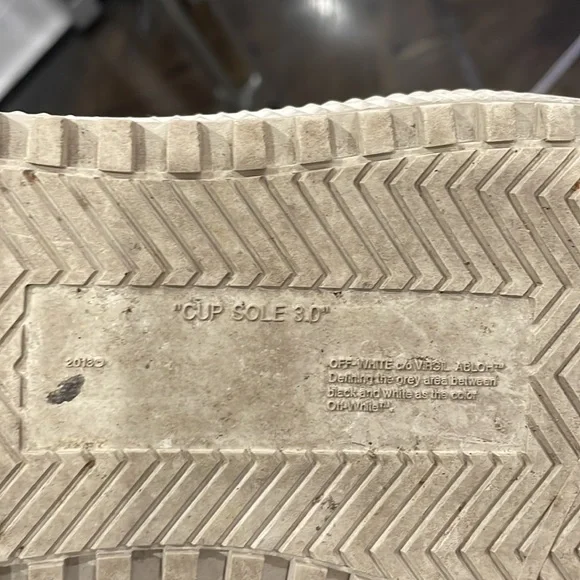 "CUP SOLE 3.0"
2013©
OFF-WHITE c/o VIRGIL ABLOH™
Defining the grey area between
black and white as the color
Off-White™.